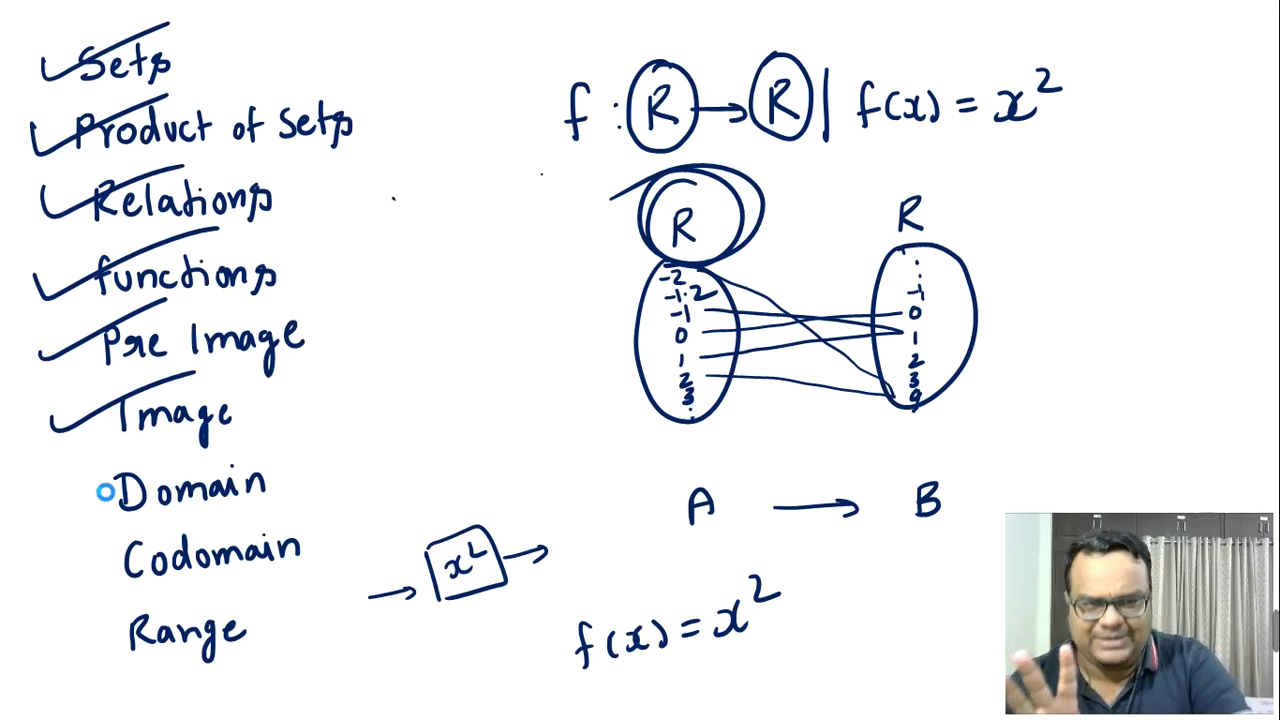 Sets
Product of Sets
Relations
functions
Pre Image
Image
Domain
Codomain
Range
f : R → R | f(x) = x²
R
-2
-1.2
-1
0
1
2
3
R
-1
0
1
2
3
4
A → B
→ x² →
f(x) = x²